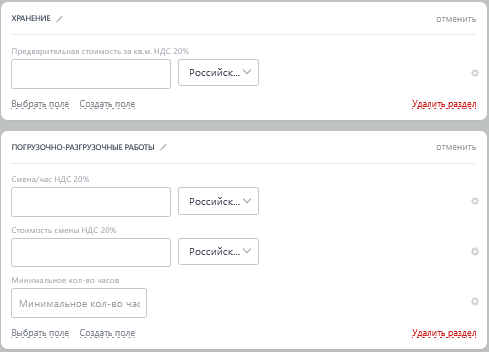 ХРАНЕНИЕ отменить
Предварительная стоимость за кв.м. НДС 20%
Российск...
Выбрать поле Создать поле Удалить раздел
ПОГРУЗОЧНО-РАЗГРУЗОЧНЫЕ РАБОТЫ отменить
Смена/час НДС 20%
Российск...
Стоимость смены НДС 20%
Российск...
Минимальное кол-во часов
Минимальное кол-во час
Выбрать поле Создать поле Удалить раздел